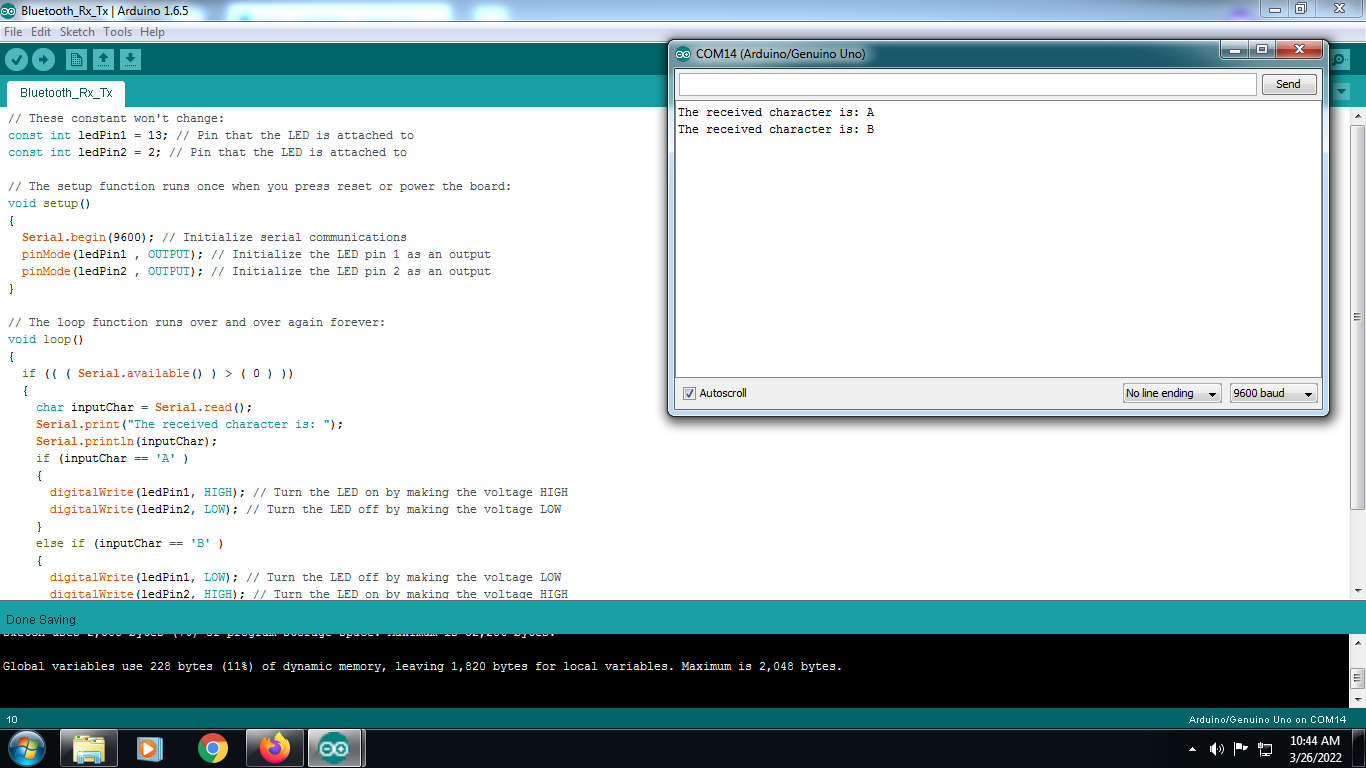 Bluetooth_Rx_Tx | Arduino 1.6.5
File Edit Sketch Tools Help
Bluetooth_Rx_Tx
// These constant won't change:
const int ledPin1 = 13; // Pin that the LED is attached to
const int ledPin2 = 2; // Pin that the LED is attached to
// The setup function runs once when you press reset or power the board:
void setup()
{
Serial.begin(9600); // Initialize serial communications
pinMode(ledPin1 , OUTPUT); // Initialize the LED pin 1 as an output
pinMode(ledPin2 , OUTPUT); // Initialize the LED pin 2 as an output
}
// The loop function runs over and over again forever:
void loop()
{
if (( ( Serial.available() ) > ( 0 ) ))
{
char inputChar = Serial.read();
Serial.print("The received character is: ");
Serial.println(inputChar);
if (inputChar == 'A' )
{
digitalWrite(ledPin1, HIGH); // Turn the LED on by making the voltage HIGH
digitalWrite(ledPin2, LOW); // Turn the LED off by making the voltage LOW
}
else if (inputChar == 'B' )
{
digitalWrite(ledPin1, LOW); // Turn the LED off by making the voltage LOW
digitalWrite(ledPin2, HIGH); // Turn the LED on by making the voltage HIGH
COM14 (Arduino/Genuino Uno)
Send
The received character is: A
The received character is: B
Autoscroll
No line ending
9600 baud
Done Saving.
bytes of program storage space. Maximum is bytes.
Global variables use 228 bytes (11%) of dynamic memory, leaving 1,820 bytes for local variables. Maximum is 2,048 bytes.
10
Arduino/Genuino Uno on COM14
10:44 AM
3/26/2022